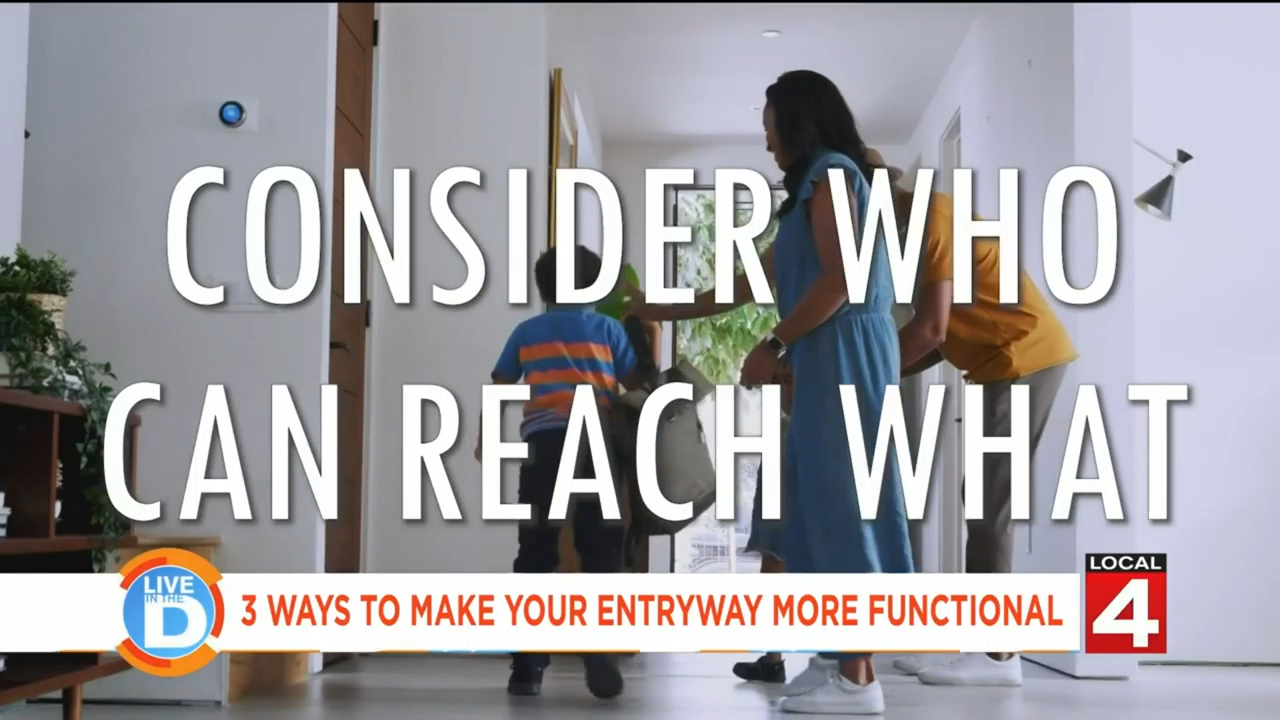 CONSIDER WHO
CAN REACH WHAT
LIVE
IN THE
D
3 WAYS TO MAKE YOUR ENTRYWAY MORE FUNCTIONAL
LOCAL
4